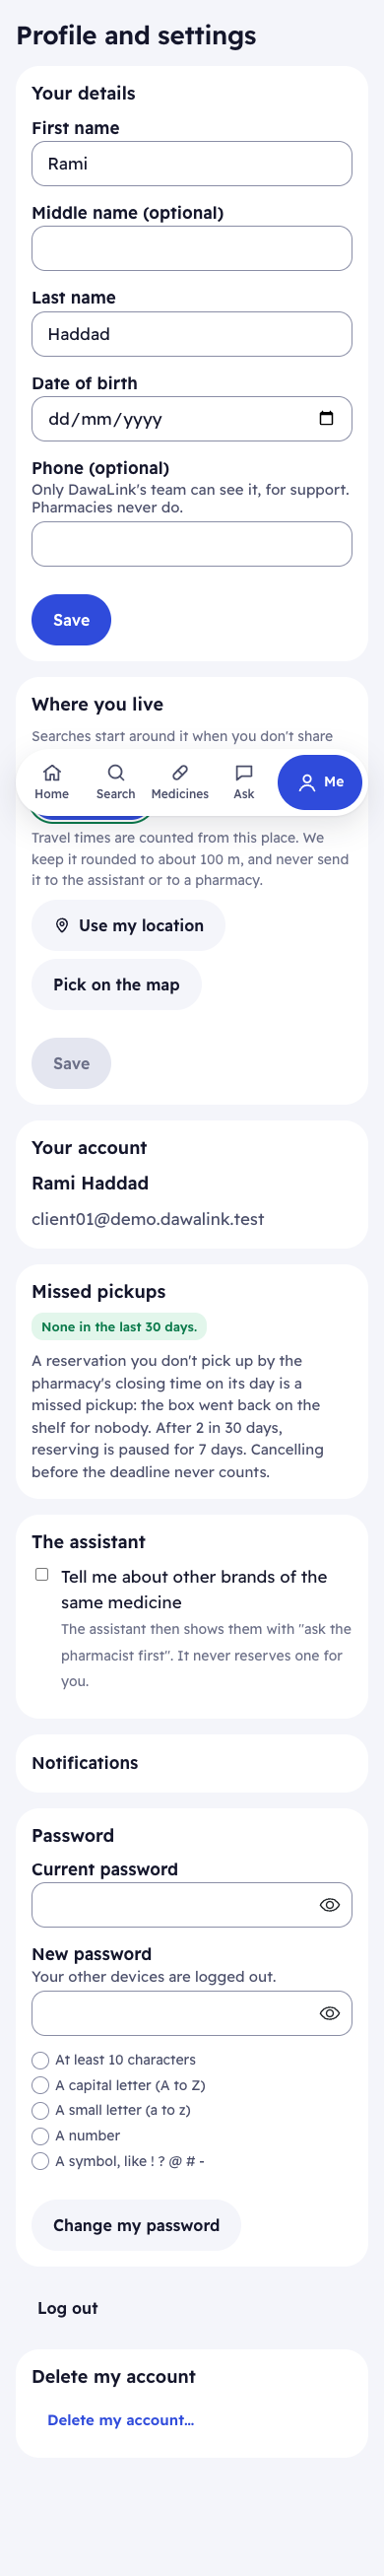 Profile and settings
Your details
First name
Rami
Middle name (optional)
Last name
Haddad
Date of birth
dd/mm/yyyy
Phone (optional)
Only DawaLink's team can see it, for support.
Pharmacies never do.
Save
Where you live
Searches start around it when you don't share
Home
Search
Medicines
Ask
Me
Travel times are counted from this place. We
keep it rounded to about 100 m, and never send
it to the assistant or to a pharmacy.
Use my location
Pick on the map
Save
Your account
Rami Haddad
client01@demo.dawalink.test
Missed pickups
None in the last 30 days.
A reservation you don't pick up by the
pharmacy's closing time on its day is a
missed pickup: the box went back on the
shelf for nobody. After 2 in 30 days,
reserving is paused for 7 days. Cancelling
before the deadline never counts.
The assistant
Tell me about other brands of the
same medicine
The assistant then shows them with "ask the
pharmacist first". It never reserves one for
you.
Notifications
Password
Current password
New password
Your other devices are logged out.
At least 10 characters
A capital letter (A to Z)
A small letter (a to z)
A number
A symbol, like ! ? @ # -
Change my password
Log out
Delete my account
Delete my account...